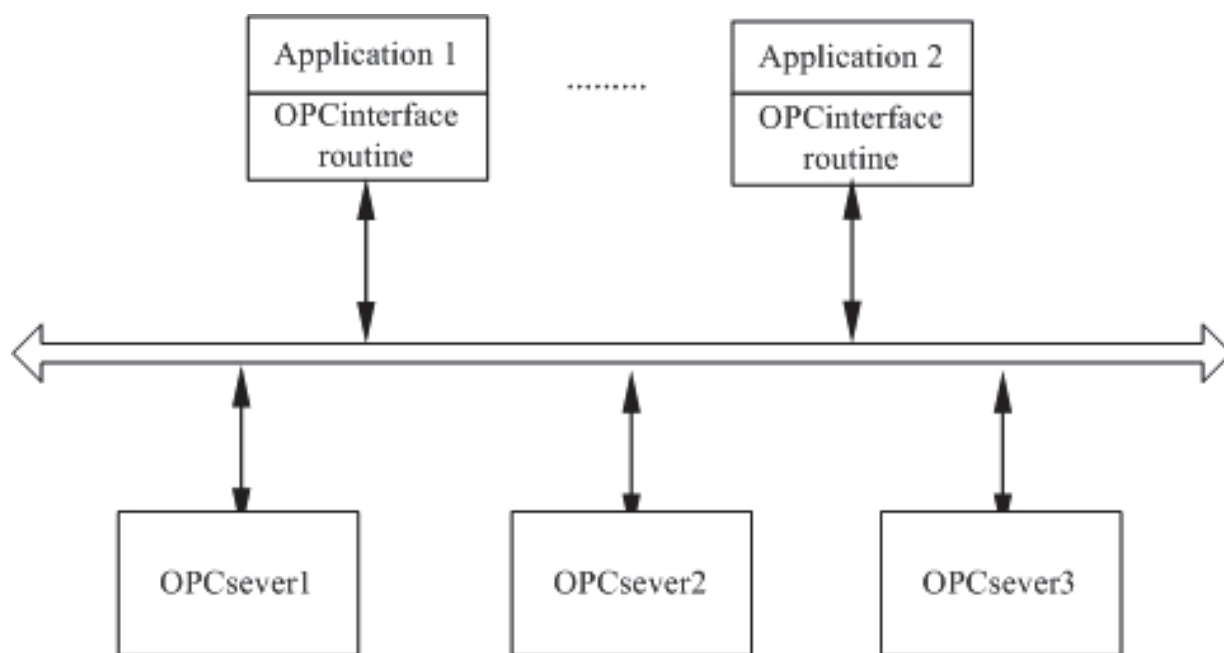 Application 1
OPCinterface
routine
.........
Application 2
OPCinterface
routine
OPCsever1
OPCsever2
OPCsever3